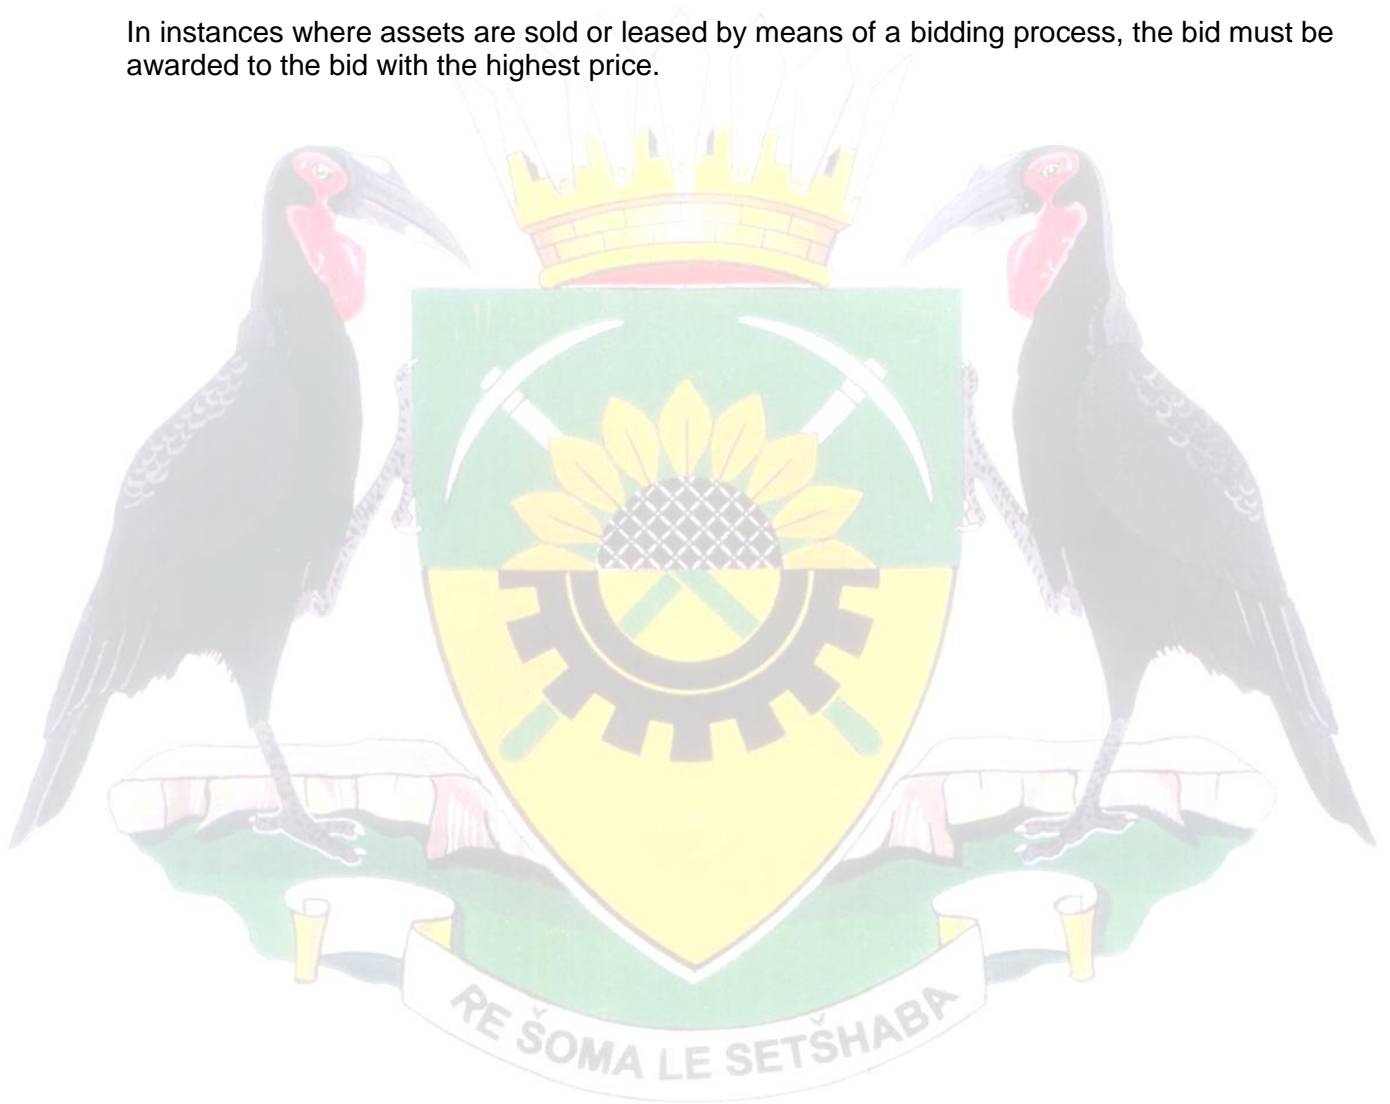 In instances where assets are sold or leased by means of a bidding process, the bid must be
awarded to the bid with the highest price.
RE ŠOMA LE SETŠHABA